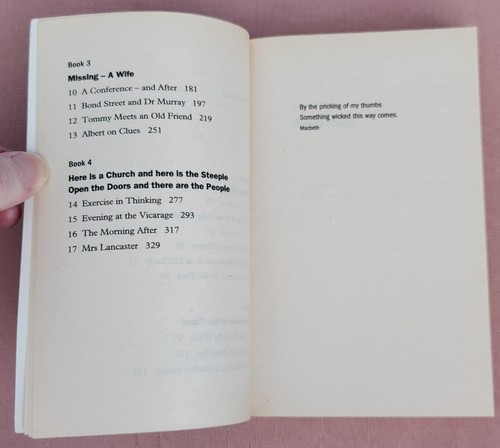 Book 3
Missing – A Wife
10 A Conference – and After 181
11 Bond Street and Dr Murray 197
12 Tommy Meets an Old Friend 219
13 Albert on Clues 251
Book 4
Here is a Church and here is the Steeple
Open the Doors and there are the People
14 Exercise in Thinking 277
15 Evening at the Vicarage 293
16 The Morning After 317
17 Mrs Lancaster 329
By the pricking of my thumbs
Something wicked this way comes.
Macbeth